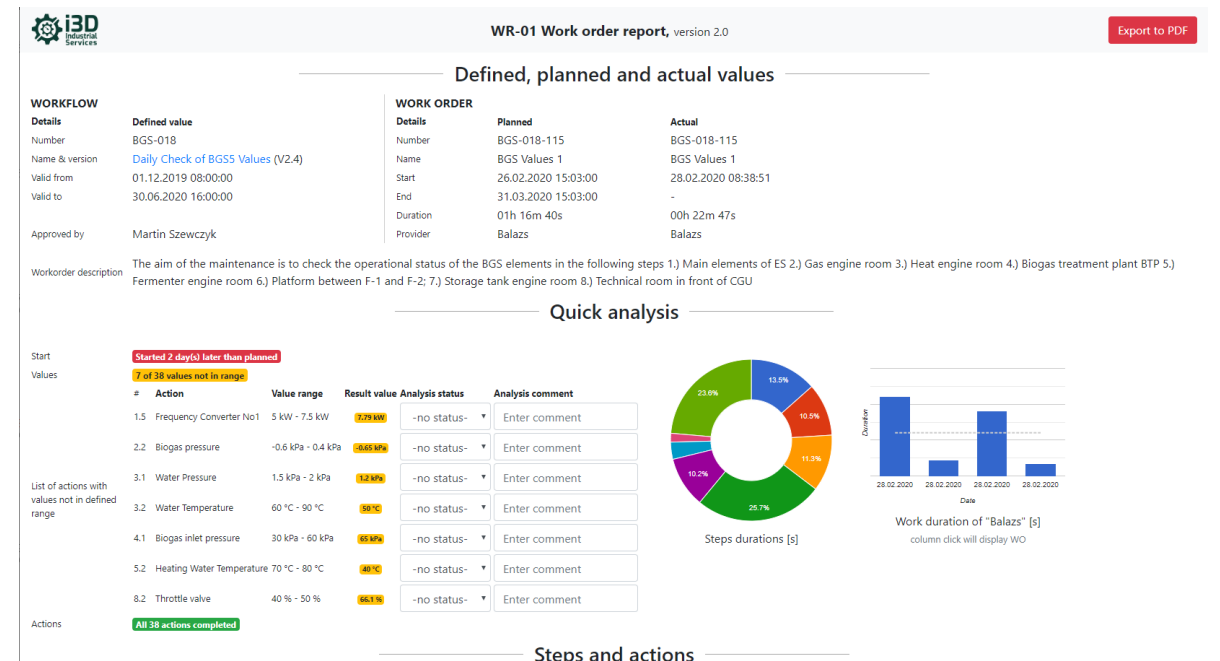 i3D
Industrial
Services
WR-01 Work order report, version 2.0
Export to PDF
Defined, planned and actual values
WORKFLOW
Details Defined value
Number BGS-018
Name & version Daily Check of BGS5 Values (V2.4)
Valid from 01.12.2019 08:00:00
Valid to 30.06.2020 16:00:00
Approved by Martin Szewczyk
WORK ORDER
Details Planned Actual
Number BGS-018-115 BGS-018-115
Name BGS Values 1 BGS Values 1
Start 26.02.2020 15:03:00 28.02.2020 08:38:51
End 31.03.2020 15:03:00 -
Duration 01h 16m 40s 00h 22m 47s
Provider Balazs Balazs
Workorder description The aim of the maintenance is to check the operational status of the BGS elements in the following steps 1.) Main elements of ES 2.) Gas engine room 3.) Heat engine room 4.) Biogas treatment plant BTP 5.)
Fermenter engine room 6.) Platform between F-1 and F-2; 7.) Storage tank engine room 8.) Technical room in front of CGU
Quick analysis
Start Started 2 day(s) later than planned
Values 7 of 38 values not in range
List of actions with
values not in defined
range
# Action Value range Result value Analysis status Analysis comment
1.5 Frequency Converter No1 5 kW - 7.5 kW 7.79 kW -no status- Enter comment
2.2 Biogas pressure -0.6 kPa - 0.4 kPa -0.65 kPa -no status- Enter comment
3.1 Water Pressure 1.5 kPa - 2 kPa 1.2 kPa -no status- Enter comment
3.2 Water Temperature 60 °C - 90 °C 50 °C -no status- Enter comment
4.1 Biogas inlet pressure 30 kPa - 60 kPa 65 kPa -no status- Enter comment
5.2 Heating Water Temperature 70 °C - 80 °C 40 °C -no status- Enter comment
8.2 Throttle valve 40 % - 50 % 66.1 % -no status- Enter comment
Actions All 38 actions completed
13.5%
10.5%
11.3%
25.7%
10.2%
23.6%
Steps durations [s]
Duration
28.02.2020 28.02.2020 28.02.2020 28.02.2020
Date
Work duration of "Balazs" [s]
column click will display WO
Steps and actions